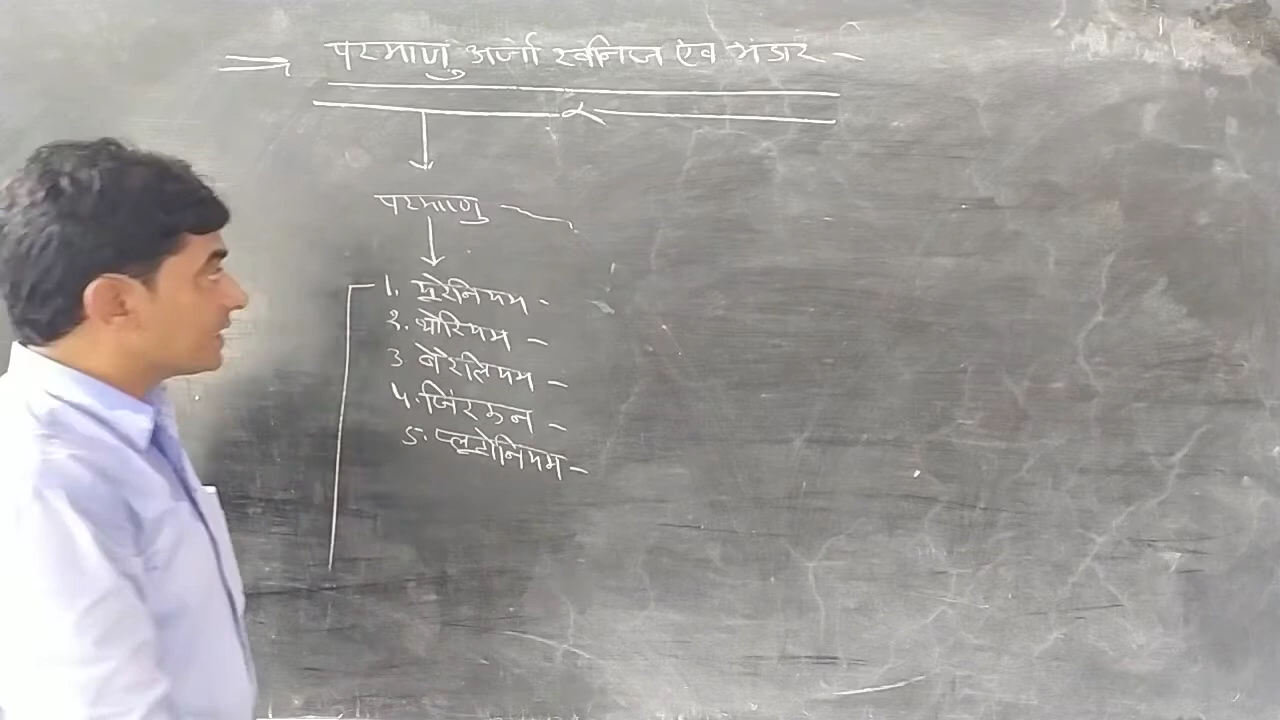 ⇒ परमाणु ऊर्जा खनिज एवं भंडार -
परमाणु
1. यूरेनियम -
2. थोरियम -
3 बेरेलियम -
4. जिरकन -
5. प्लूटोनियम -